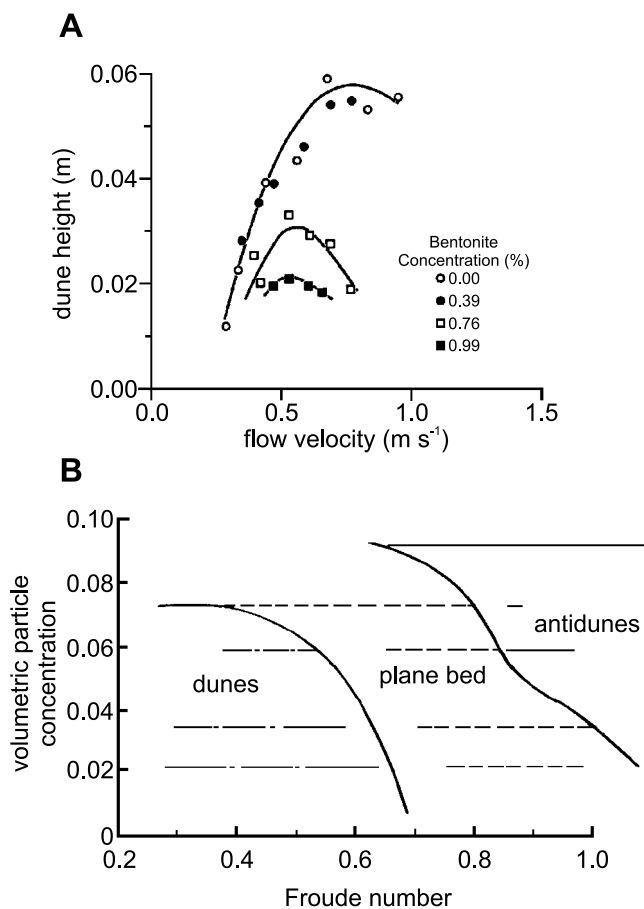 A
0.06
0.04
0.02
0.00
dune height (m)
Bentonite
Concentration (%)
0.00
0.39
0.76
0.99
0.0
0.5
1.0
1.5
flow velocity (m s⁻¹)
B
0.10
0.08
0.06
0.04
0.02
0
volumetric particle
concentration
antidunes
plane bed
dunes
0.2
0.4
0.6
0.8
1.0
Froude number